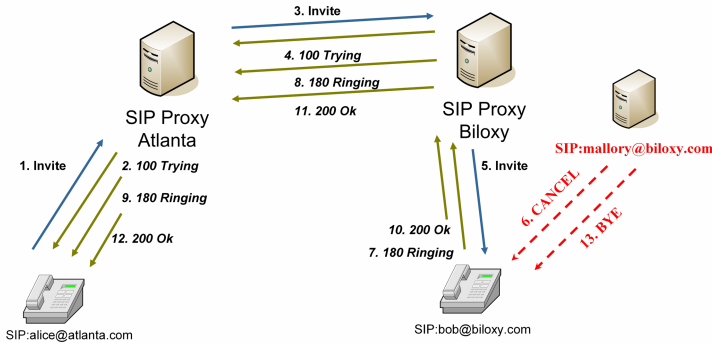 3. Invite
4. 100 Trying
8. 180 Ringing
11. 200 Ok
SIP Proxy
Atlanta
SIP Proxy
Biloxy
SIP:mallory@biloxy.com
1. Invite
2. 100 Trying
9. 180 Ringing
12. 200 Ok
5. Invite
10. 200 Ok
7. 180 Ringing
6. CANCEL
13. BYE
SIP:alice@atlanta.com
SIP:bob@biloxy.com